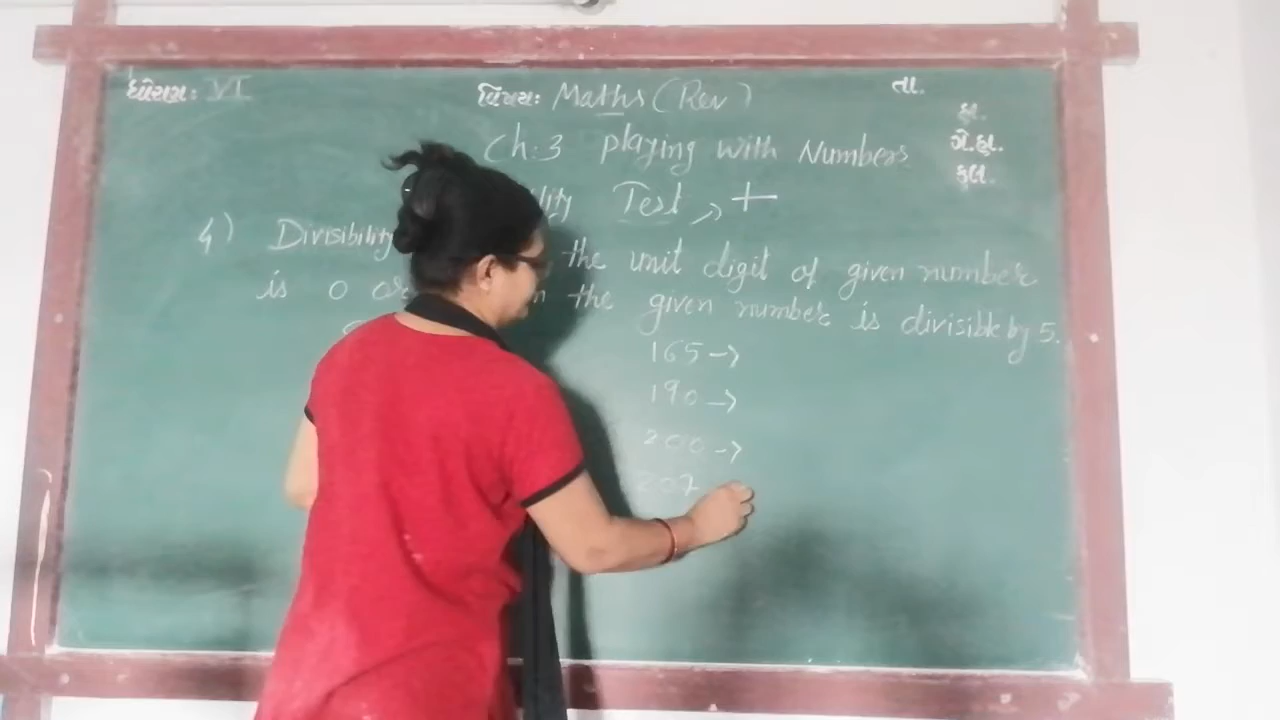 ધોરણ: VI વિષય: Maths (Rev) તા.
Ch:3 Playing with Numbers
Test
4) Divisibility the unit digit of given number
is 0 or the given number is divisible by 5.
165 →
190 →
200 →
207